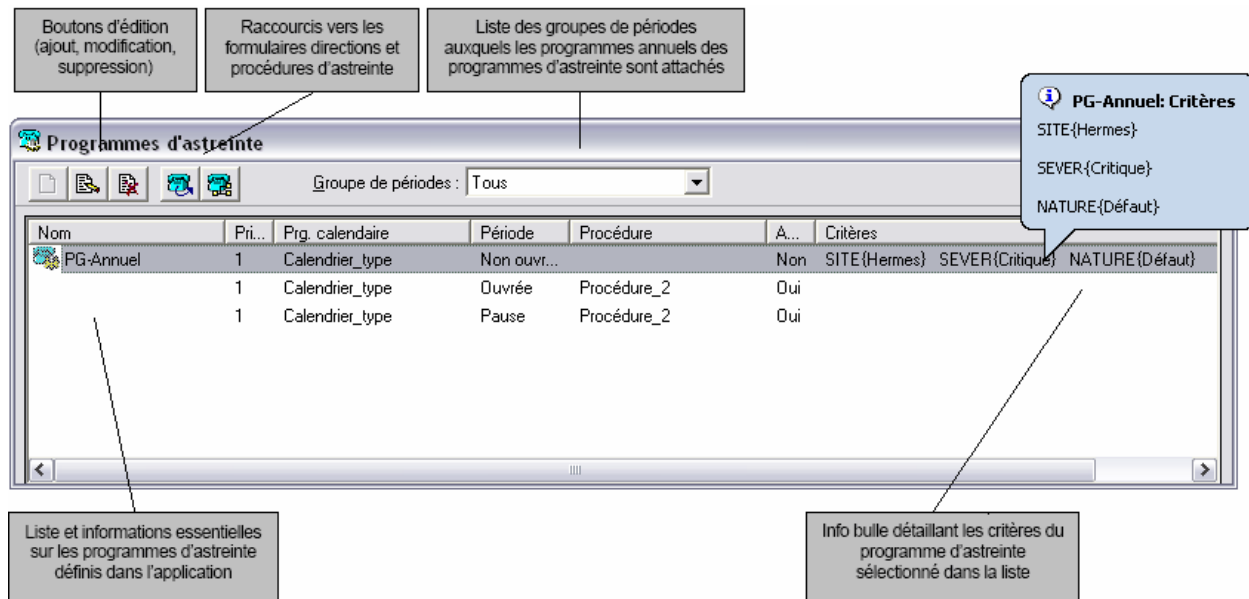 Boutons d'édition
(ajout, modification,
suppression)
Raccourcis vers les
formulaires directions et
procédures d'astreinte
Liste des groupes de périodes
auxquels les programmes annuels des
programmes d'astreinte sont attachés
PG-Annuel: Critères
SITE{Hermes}
SEVER{Critique}
NATURE{Défaut}
Programmes d'astreinte
Groupe de périodes : Tous
Nom Pri... Prg. calendaire Période Procédure A... Critères
PG-Annuel 1 Calendrier_type Non ouvr... Non SITE{Hermes} SEVER{Critique} NATURE{Défaut}
1 Calendrier_type Ouvrée Procédure_2 Oui
1 Calendrier_type Pause Procédure_2 Oui
Liste et informations essentielles
sur les programmes d'astreinte
définis dans l'application
Info bulle détaillant les critères du
programme d'astreinte
sélectionné dans la liste